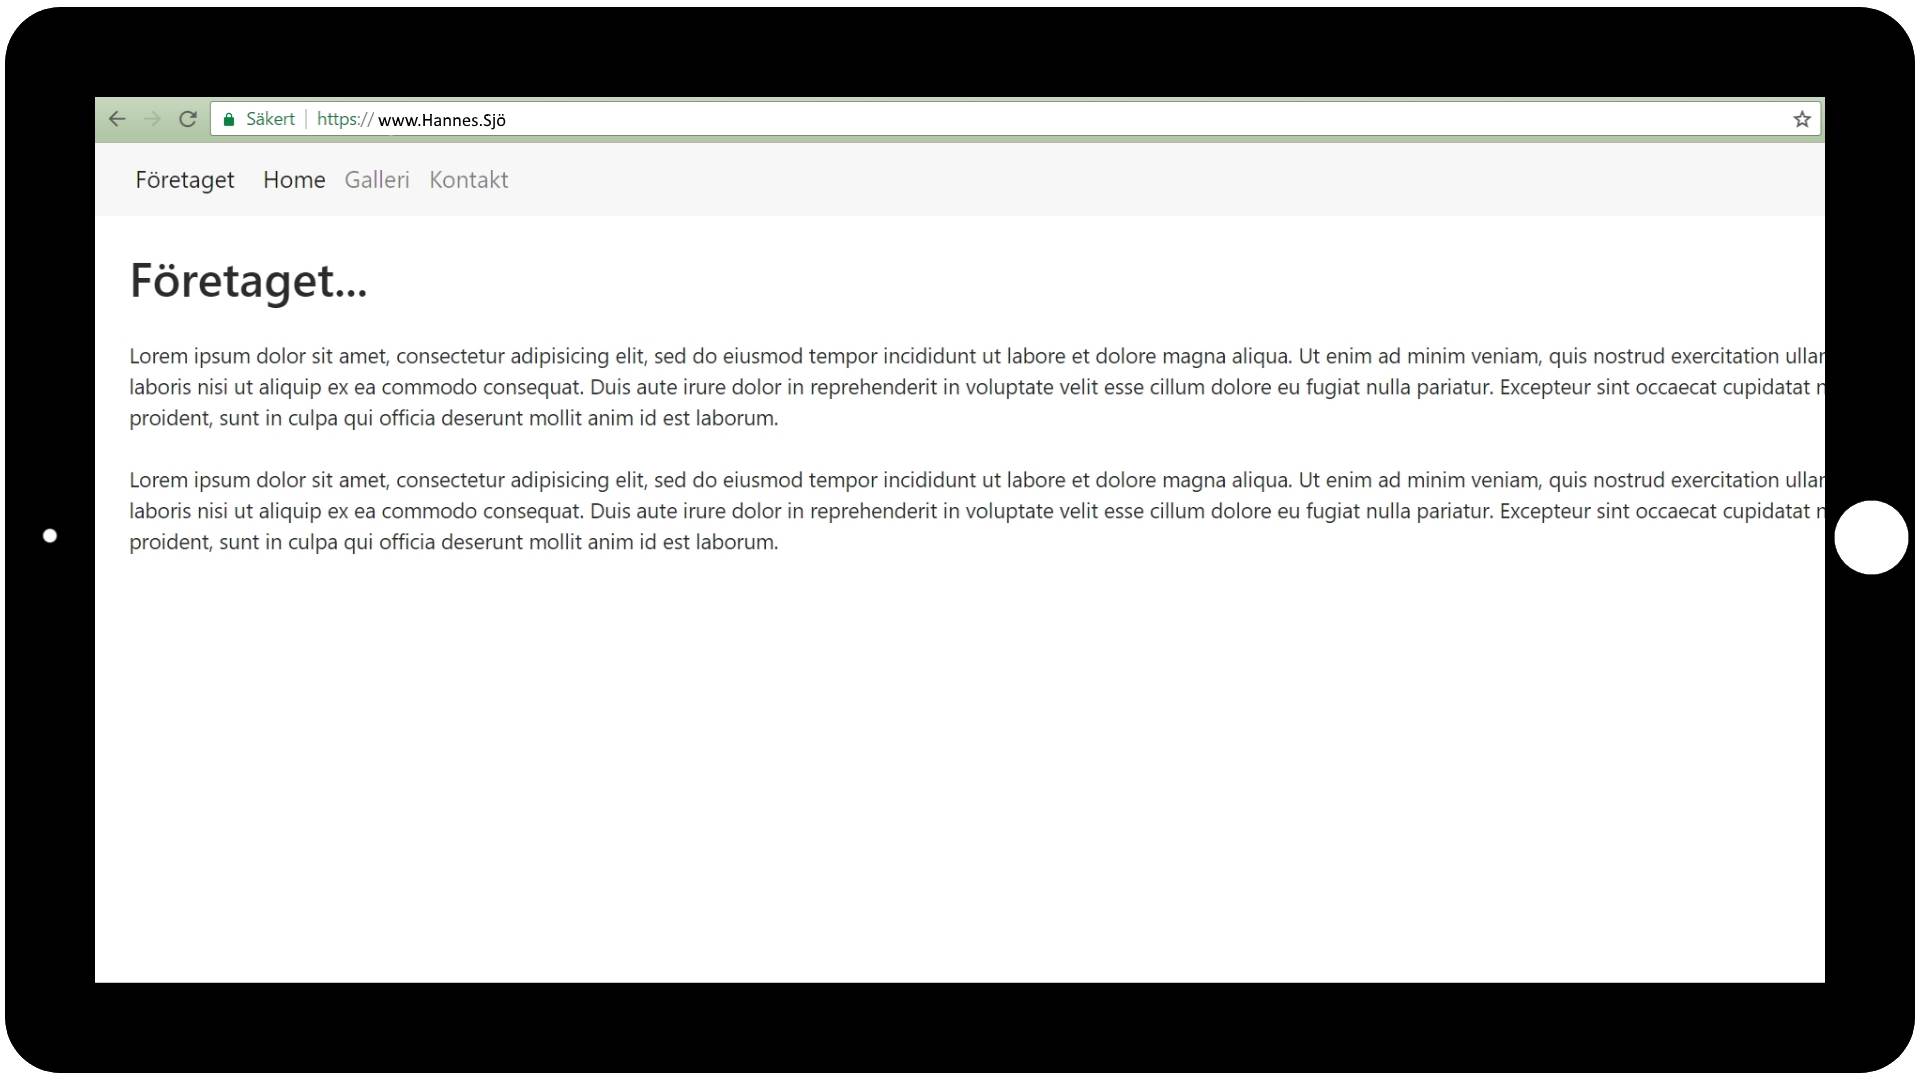 Säkert https:// www.Hannes.Sjö
Företaget Home Galleri Kontakt
Företaget...
Lorem ipsum dolor sit amet, consectetur adipisicing elit, sed do eiusmod tempor incididunt ut labore et dolore magna aliqua. Ut enim ad minim veniam, quis nostrud exercitation
laboris nisi ut aliquip ex ea commodo consequat. Duis aute irure dolor in reprehenderit in voluptate velit esse cillum dolore eu fugiat nulla pariatur. Excepteur sint occaecat cupidatat
proident, sunt in culpa qui officia deserunt mollit anim id est laborum.
Lorem ipsum dolor sit amet, consectetur adipisicing elit, sed do eiusmod tempor incididunt ut labore et dolore magna aliqua. Ut enim ad minim veniam, quis nostrud exercitation
laboris nisi ut aliquip ex ea commodo consequat. Duis aute irure dolor in reprehenderit in voluptate velit esse cillum dolore eu fugiat nulla pariatur. Excepteur sint occaecat cupidatat
proident, sunt in culpa qui officia deserunt mollit anim id est laborum.